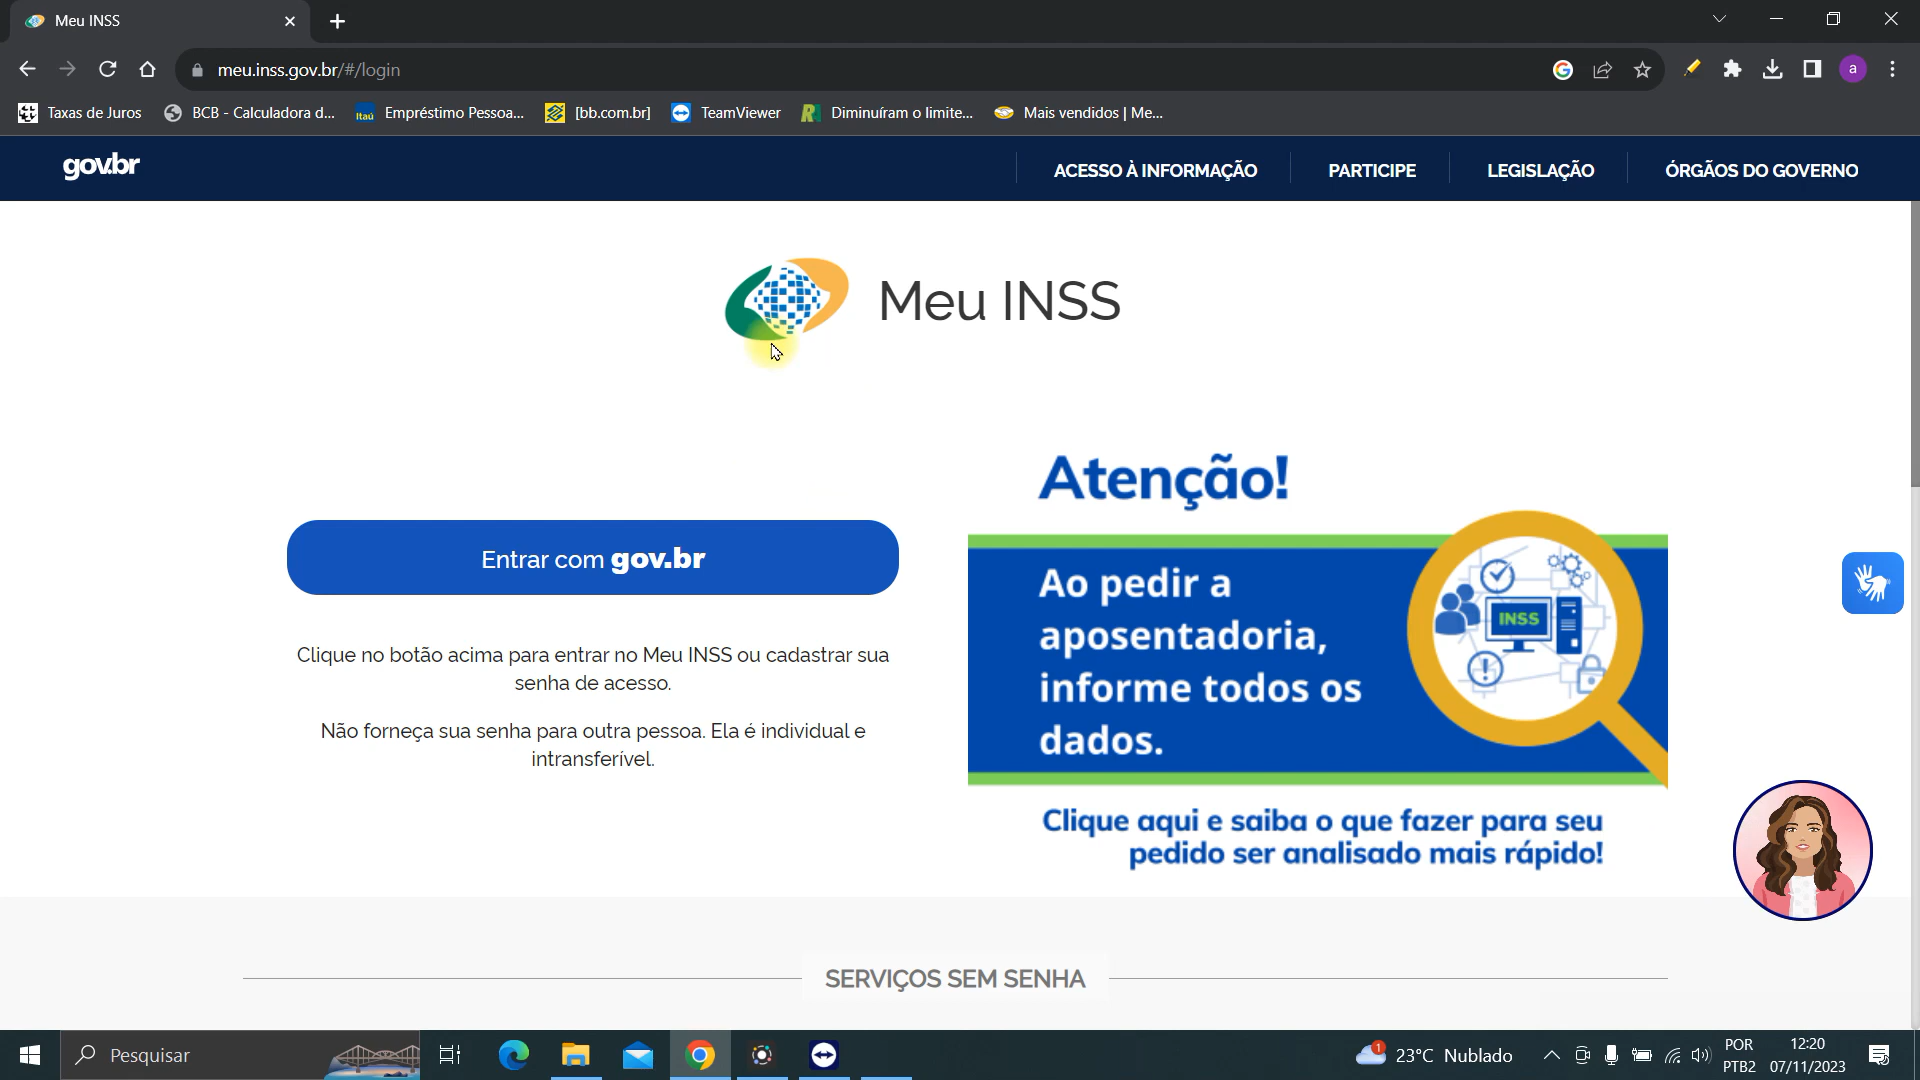 Meu INSS
meu.inss.gov.br/#/login
a
Taxas de Juros
BCB - Calculadora d...
Itaú
Empréstimo Pessoa...
[bb.com.br]
TeamViewer
Diminuíram o limite...
Mais vendidos | Me...
gov.br
ACESSO À INFORMAÇÃO
PARTICIPE
LEGISLAÇÃO
ÓRGÃOS DO GOVERNO
Meu INSS
Entrar com gov.br
Clique no botão acima para entrar no Meu INSS ou cadastrar sua
senha de acesso.
Não forneça sua senha para outra pessoa. Ela é individual e
intransferível.
Atenção!
Ao pedir a
aposentadoria,
informe todos os
dados.
INSS
Clique aqui e saiba o que fazer para seu
pedido ser analisado mais rápido!
SERVIÇOS SEM SENHA
Pesquisar
1
23°C Nublado
POR
PTB2
12:20
07/11/2023